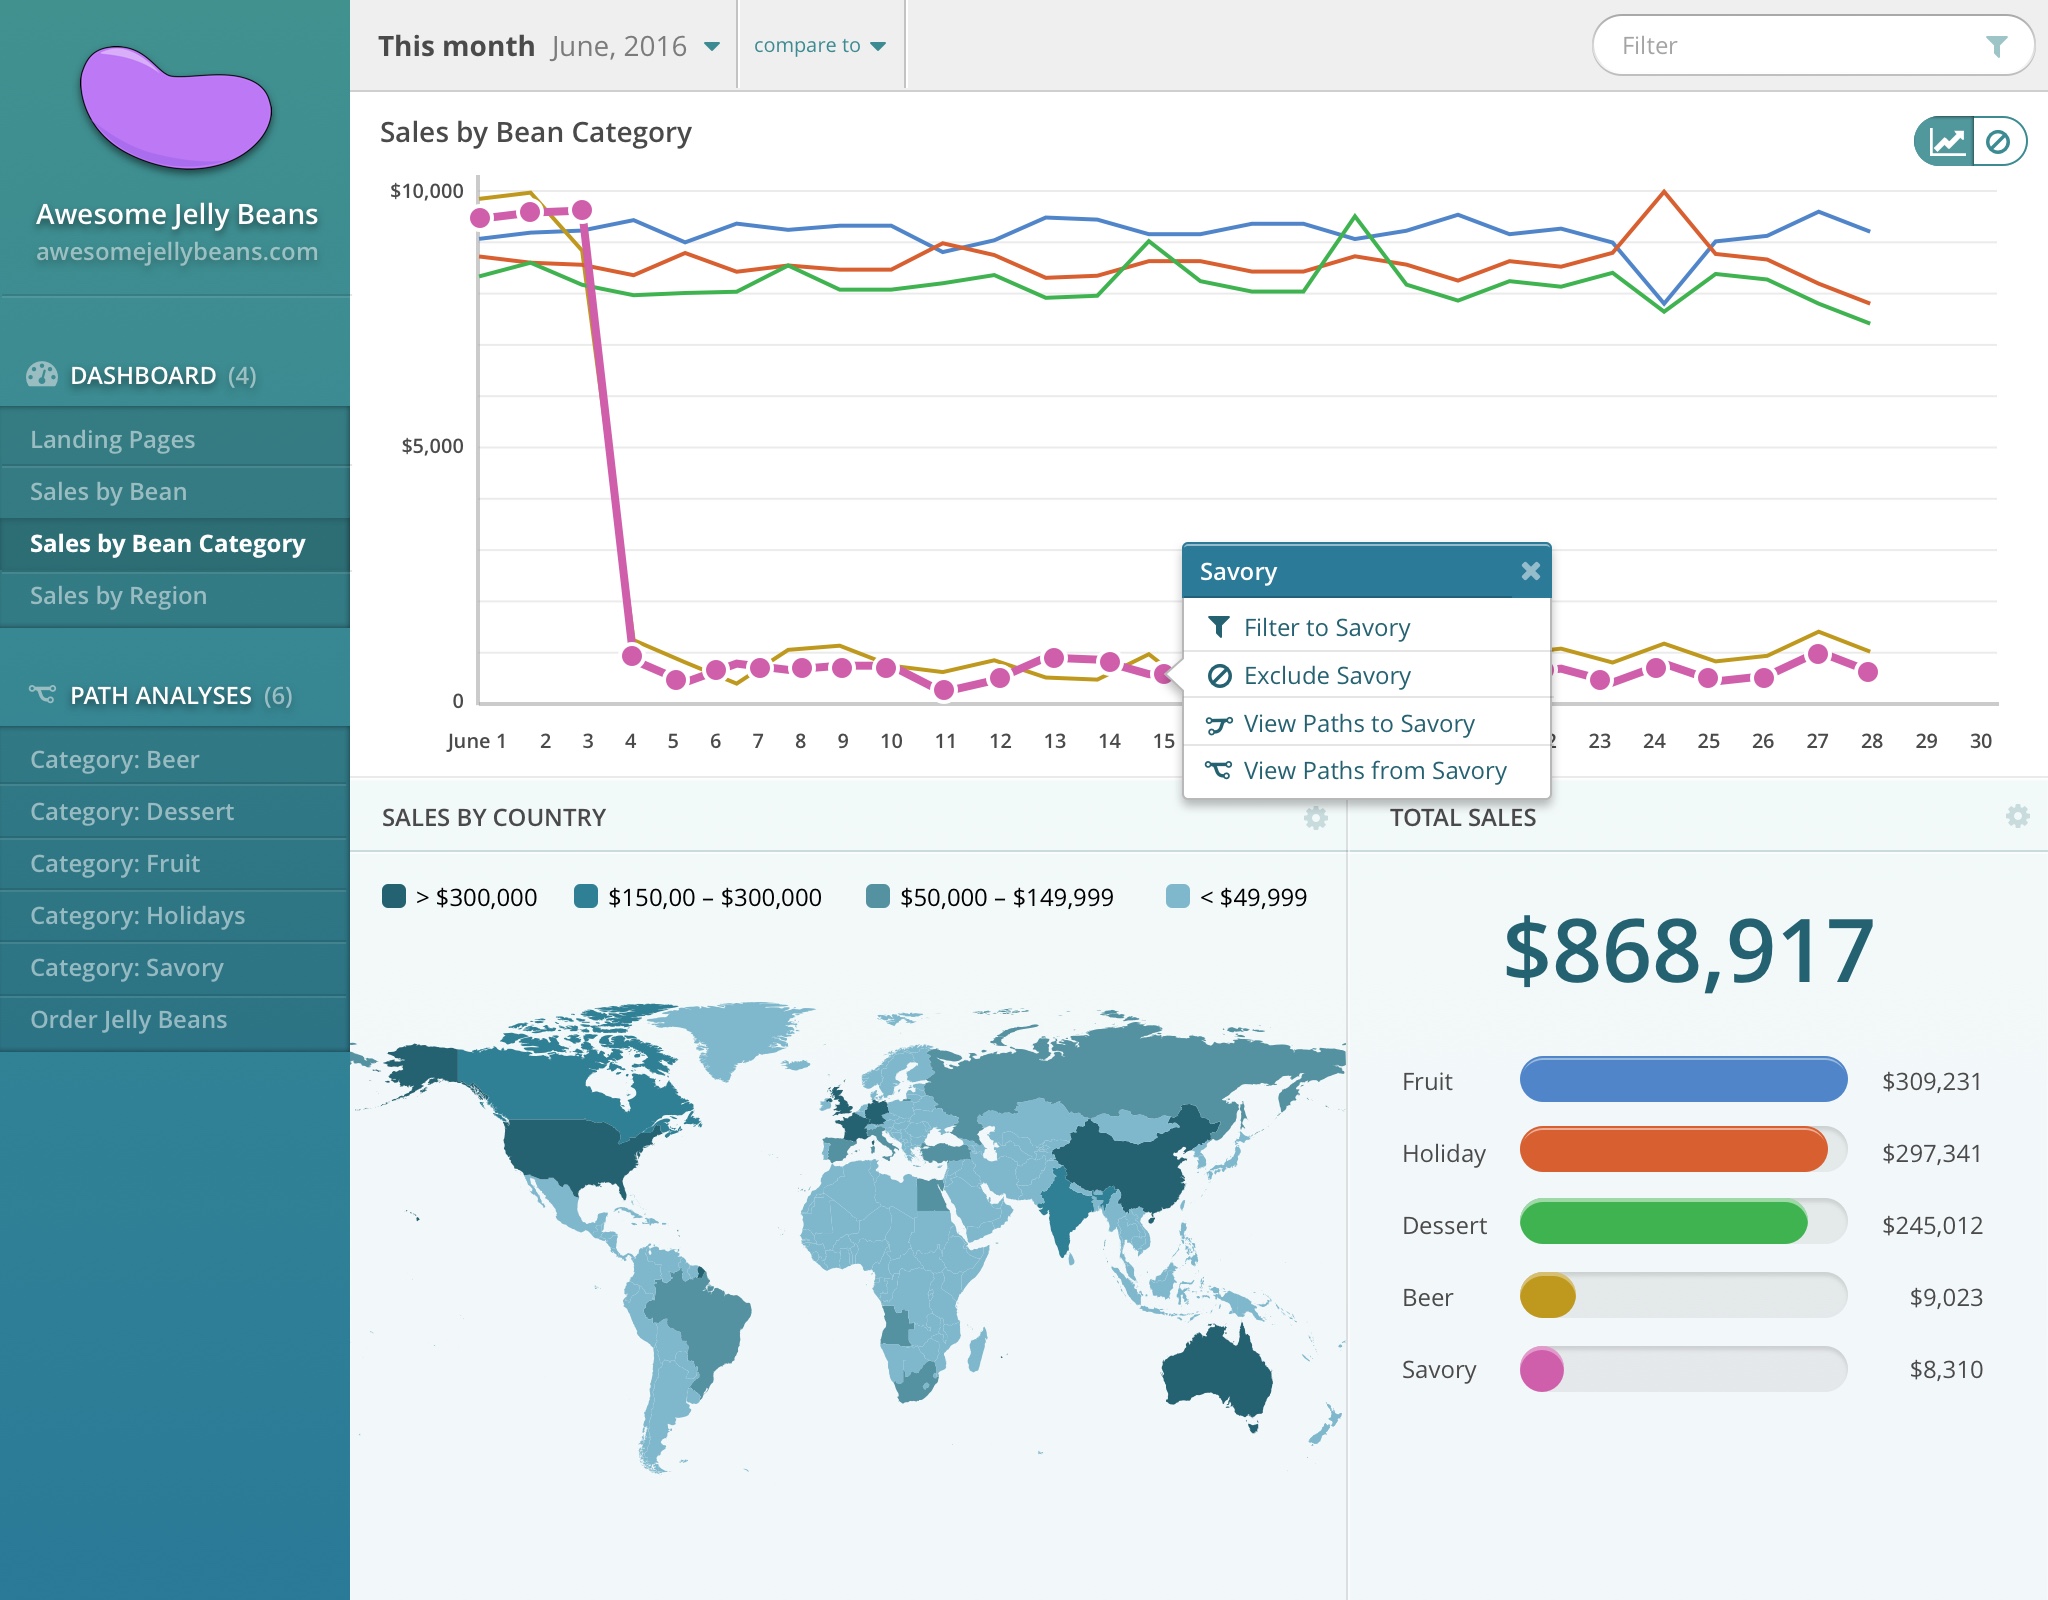 Awesome Jelly Beans
awesomejellybeans.com
DASHBOARD (4)
Landing Pages
Sales by Bean
Sales by Bean Category
Sales by Region
PATH ANALYSES (6)
Category: Beer
Category: Dessert
Category: Fruit
Category: Holidays
Category: Savory
Order Jelly Beans
This month June, 2016
compare to
Filter
Sales by Bean Category
$10,000
$5,000
0
June 1 2 3 4 5 6 7 8 9 10 11 12 13 14 15 2 23 24 25 26 27 28 29 30
Savory
Filter to Savory
Exclude Savory
View Paths to Savory
View Paths from Savory
SALES BY COUNTRY
> $300,000 $150,00 – $300,000 $50,000 – $149,999 < $49,999
TOTAL SALES
$868,917
Fruit $309,231
Holiday $297,341
Dessert $245,012
Beer $9,023
Savory $8,310